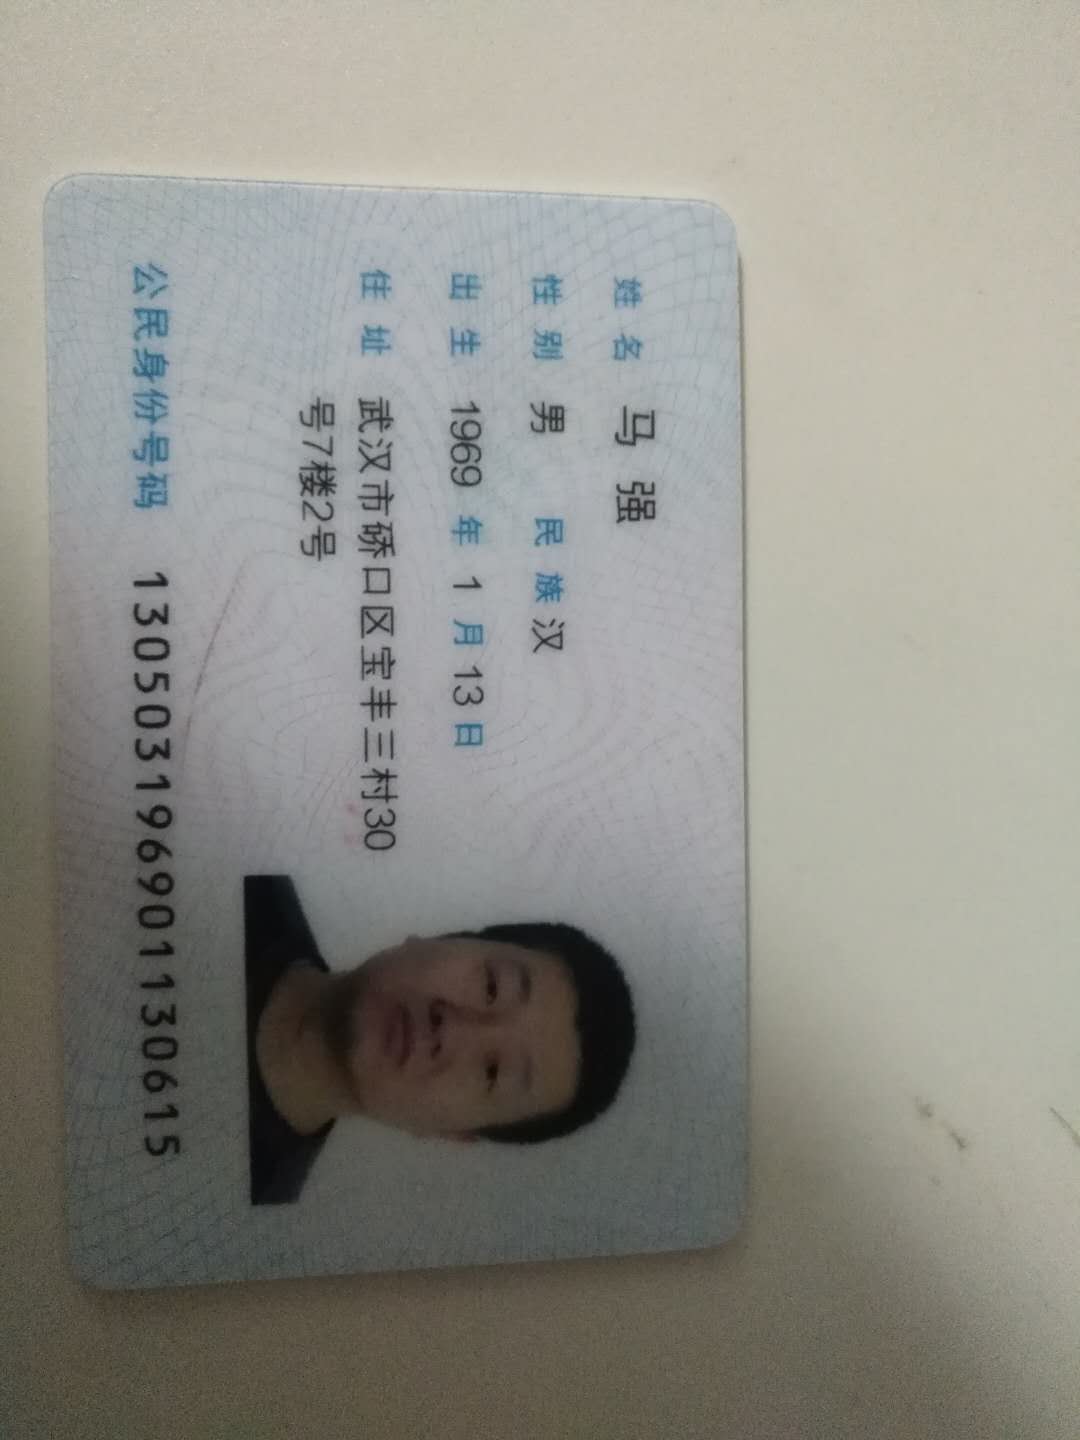 姓名 马强
性别 男 民族 汉
出生 1969 年 1 月 13 日
住址 武汉市硚口区宝丰三村30
号7楼2号
公民身份号码 130503196901130615